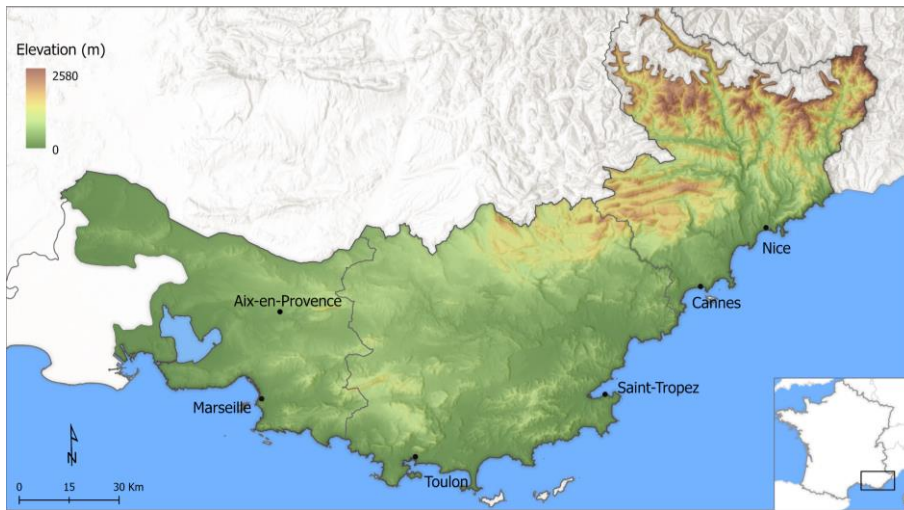 Elevation (m)
2580
0
Nice
Cannes
Aix-en-Provence
Saint-Tropez
Marseille
Toulon
N
0 15 30 Km